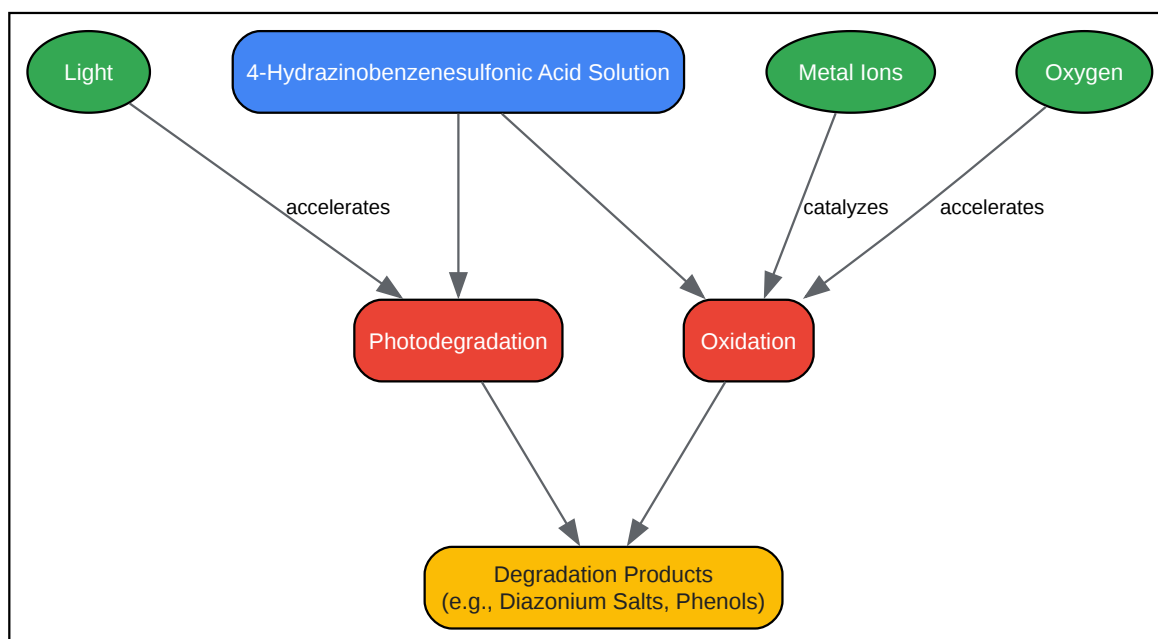 Light
4-Hydrazinobenzenesulfonic Acid Solution
Metal Ions
Oxygen
accelerates
catalyzes
accelerates
Photodegradation
Oxidation
Degradation Products
(e.g., Diazonium Salts, Phenols)